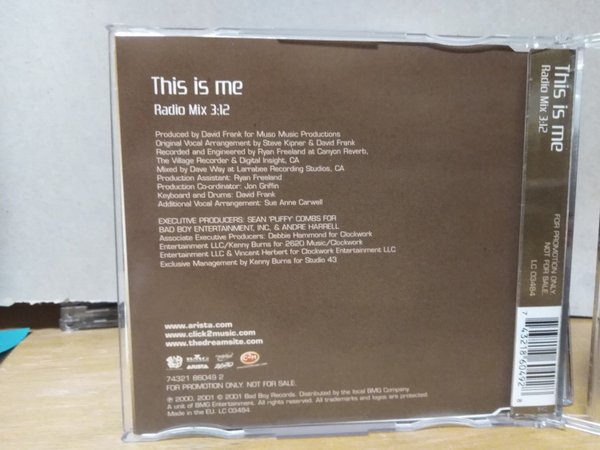 This is me
Radio Mix 3:12
Produced by David Frank for Muso Music Productions
Original Vocal Arrangement by Steve Kipner & David Frank
Recorded and Engineered by Ryan Freeland at Canyon Reverb,
The Village Recorder & Digital Insight, CA
Mixed by Dave Way at Larrabee Recording Studios, CA
Production Assistant: Ryan Freeland
Production Co-ordinator: Jon Griffin
Keyboard and Drums: David Frank
Additional Vocal Arrangement: Sue Anne Carwell
EXECUTIVE PRODUCERS: SEAN 'PUFFY' COMBS FOR
BAD BOY ENTERTAINMENT, INC, & ANDRE HARRELL
Associate Executive Producers: Debbie Hammond for Clockwork
Entertainment LLC/Kenny Burns for 2620 Music/Clockwork
Entertainment LLC & Vincent Herbert for Clockwork Entertainment LLC
Exclusive Management by Kenny Burns for Studio 43
www.arista.com
www.click2music.com
www.thedreamsite.com
BMG ARISTA
74321 86049 2
FOR PROMOTION ONLY. NOT FOR SALE.
℗ 2000, 2001 © 2001 Bad Boy Records. Distributed by the local BMG Company.
A unit of BMG Entertainment. All rights reserved. All trademarks and logos are protected.
Made in the EU. LC 03484.
This is me
Radio Mix 3:12
FOR PROMOTION ONLY.
NOT FOR SALE.
LC 03484
7 43218 60492 8